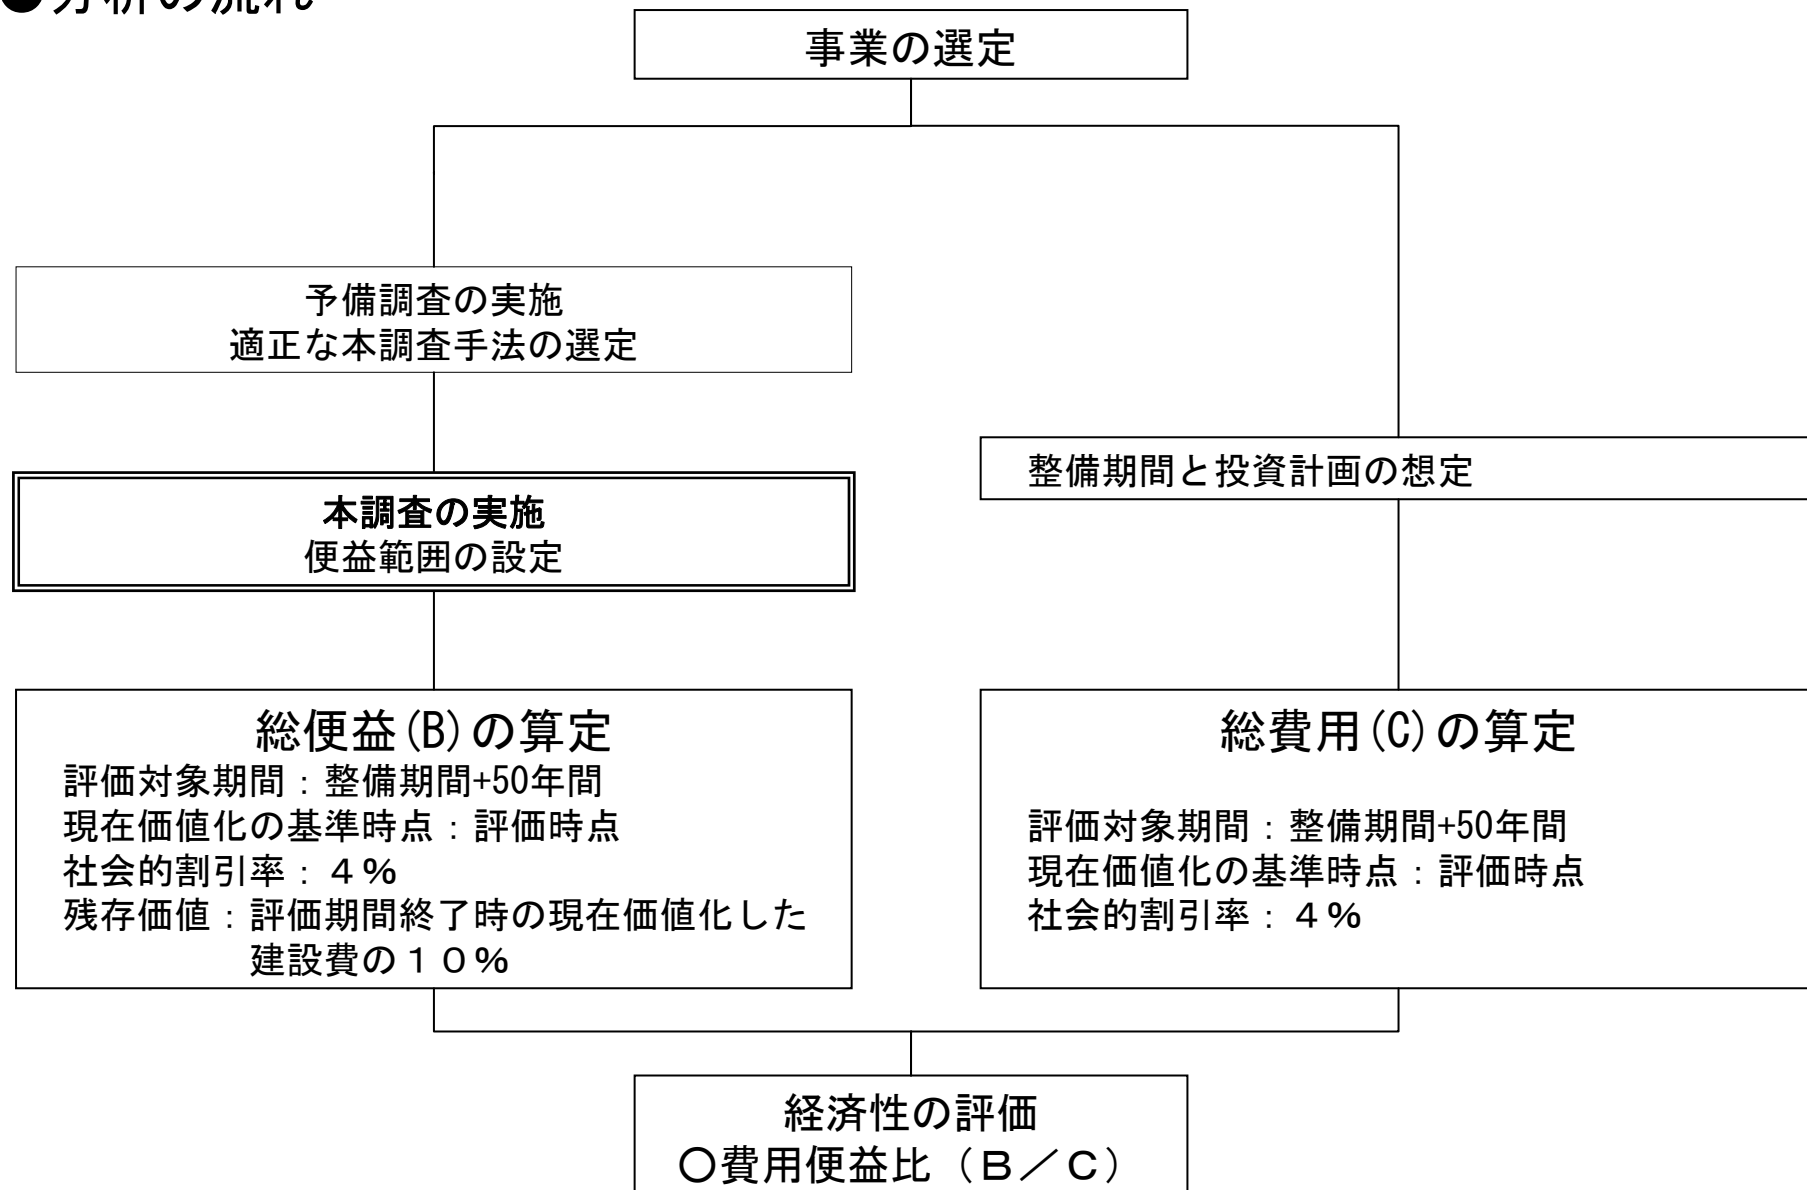 ●分析の流れ
事業の選定
予備調査の実施
適正な本調査手法の選定
本調査の実施
便益範囲の設定
整備期間と投資計画の想定
総便益(B)の算定
評価対象期間：整備期間+50年間
現在価値化の基準時点：評価時点
社会的割引率：４％
残存価値：評価期間終了時の現在価値化した
建設費の１０％
総費用(C)の算定
評価対象期間：整備期間+50年間
現在価値化の基準時点：評価時点
社会的割引率：４％
経済性の評価
○費用便益比（Ｂ／Ｃ）